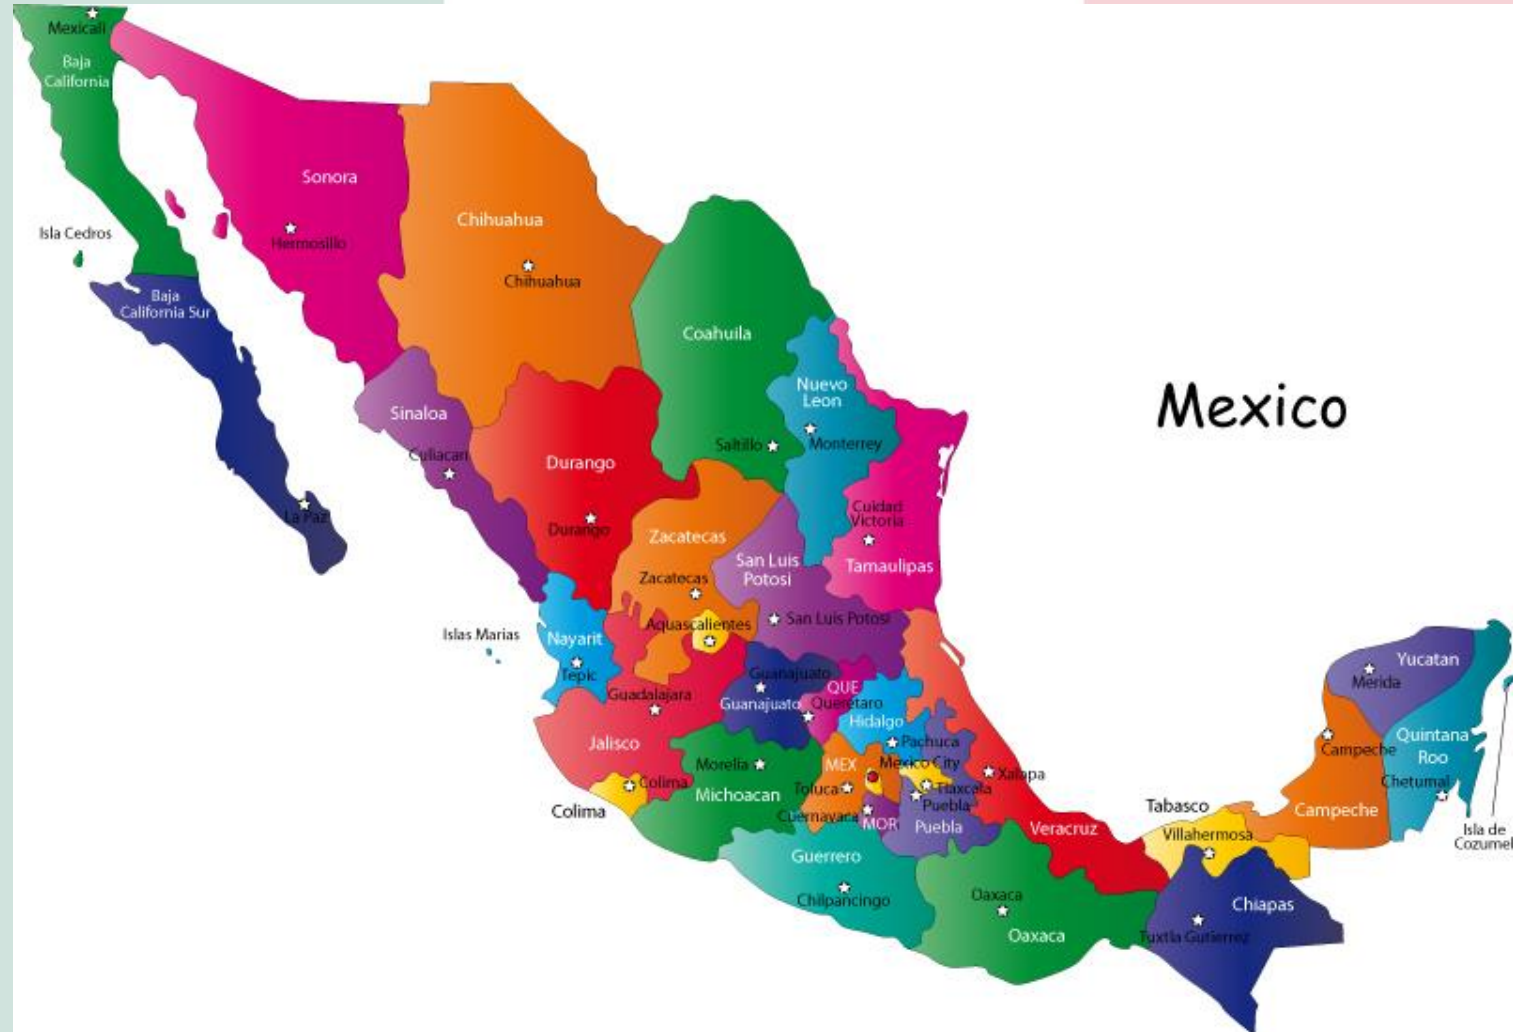 Mexicali
Baja
California
Sonora
Hermosillo
Isla Cedros
Baja
California Sur
La Paz
Chihuahua
Chihuahua
Coahuila
Saltillo
Nuevo
Leon
Monterrey
Mexico
Sinaloa
Culiacan
Durango
Durango
Cuidad
Victoria
Tamaulipas
Zacatecas
Zacatecas
San Luis
Potosi
San Luis Potosi
Aquascalientes
Islas Marias
Nayarit
Tepic
Guadalajara
Jalisco
Guanajuato
Guanajuato
QUE
Queretaro
Hidalgo
Pachuca
Colima
Colima
Morelia
Michoacan
MEX
Mexico City
Toluca
Tlaxcala
Puebla
Cuernavaca
MOR
Puebla
Xalapa
Veracruz
Guerrero
Chilpancingo
Oaxaca
Oaxaca
Tabasco
Villahermosa
Chiapas
Tuxtla Gutierrez
Yucatan
Merida
Campeche
Campeche
Quintana
Roo
Chetumal
Isla de
Cozumel